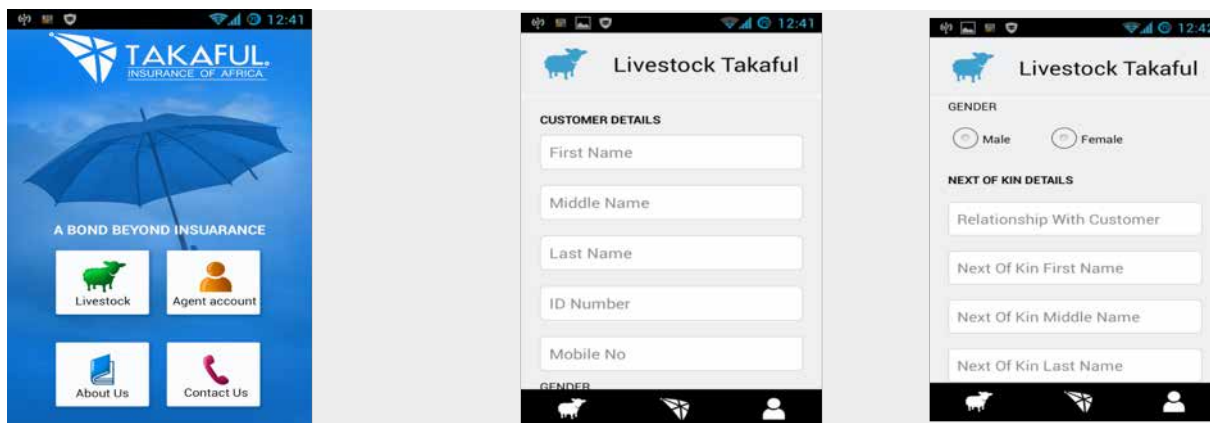 12:41
TAKAFUL.
INSURANCE OF AFRICA
A BOND BEYOND INSUARANCE
Livestock
Agent account
About Us
Contact Us
12:41
Livestock Takaful
CUSTOMER DETAILS
First Name
Middle Name
Last Name
ID Number
Mobile No
GENDER
12:42
Livestock Takaful
GENDER
Male Female
NEXT OF KIN DETAILS
Relationship With Customer
Next Of Kin First Name
Next Of Kin Middle Name
Next Of Kin Last Name